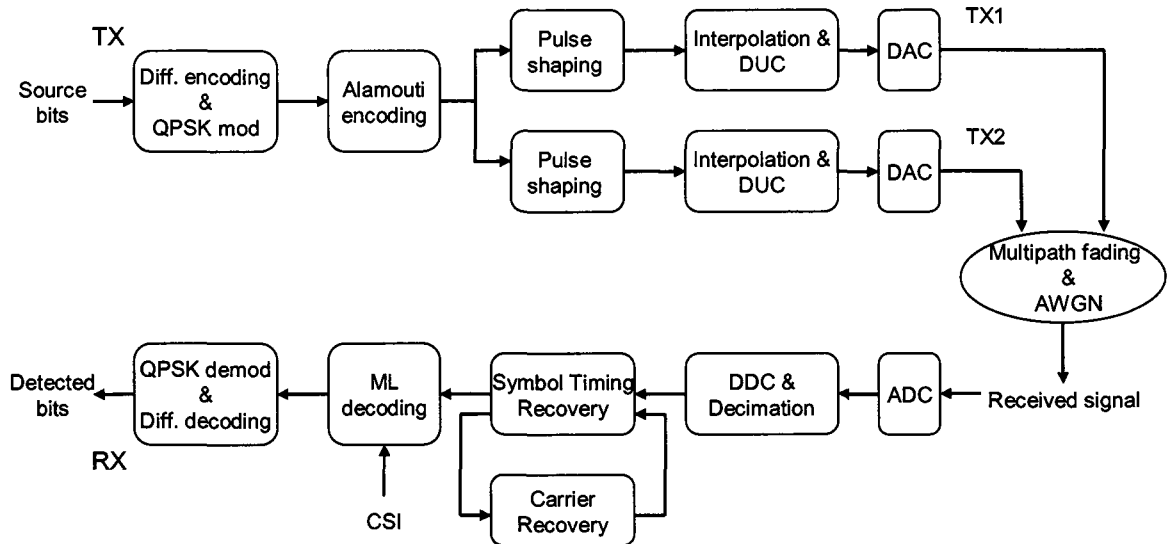 TX
Source
bits
Diff. encoding
&
QPSK mod
Alamouti
encoding
Pulse
shaping
Interpolation &
DUC
DAC
TX1
Pulse
shaping
Interpolation &
DUC
DAC
TX2
Multipath fading
&
AWGN
Received signal
ADC
DDC &
Decimation
Symbol Timing
Recovery
Carrier
Recovery
ML
decoding
CSI
QPSK demod
&
Diff. decoding
Detected
bits
RX